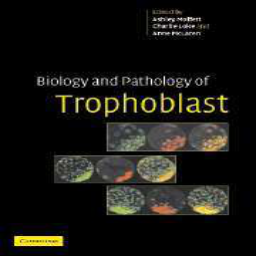 Edited by
Ashley Moffett
Charlie Loke and
Anne McLaren
Biology and Pathology of
Trophoblast
Cambridge